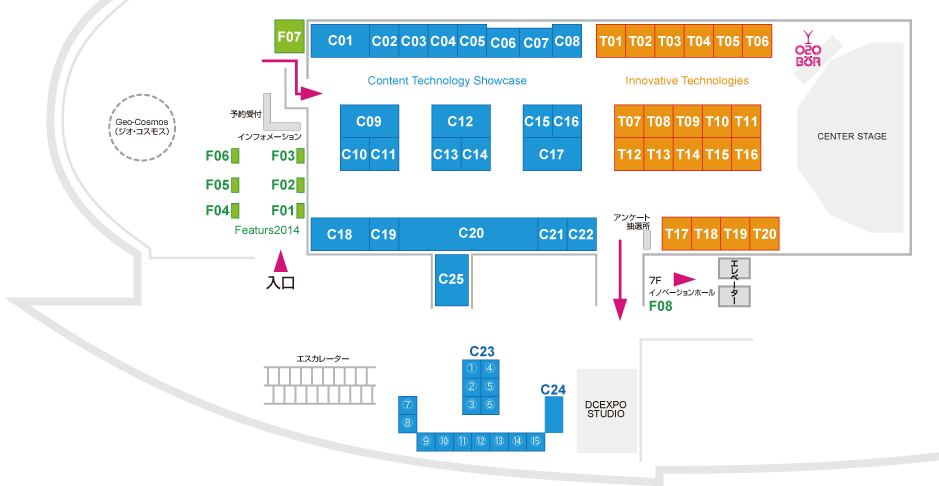 F07
C01 C02 C03 C04 C05 C06 C07 C08
T01 T02 T03 T04 T05 T06
OSO
BOR
Content Technology Showcase
Innovative Technologies
予約受付
インフォメーション
Geo-Cosmos
(ジオ・コスモス)
C09
C12
C15 C16
T07 T08 T09 T10 T11
CENTER STAGE
C10 C11
C13 C14
C17
T12 T13 T14 T15 T16
F06
F03
F05
F02
F04
F01
Featurs2014
入口
C18 C19 C20 C21 C22
アンケート
抽選所
T17 T18 T19 T20
C25
7F
イノベーションホール
F08
エレベーター
エスカレーター
C23
① ④
② ⑤
③ ⑥
C24
⑦
⑧
⑨ ⑩ ⑪ ⑫ ⑬ ⑭ ⑮
DCEXPO
STUDIO